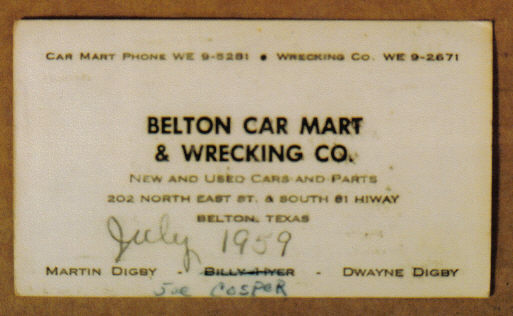 CAR MART PHONE WE 9-5281 • WRECKING CO. WE 9-2671
BELTON CAR MART
& WRECKING CO.
NEW AND USED CARS AND PARTS
202 NORTH EAST ST. & SOUTH 81 HIWAY
BELTON, TEXAS
July 1959
MARTIN DIGBY - BILLY HYER - DWAYNE DIGBY
Joe COSPER